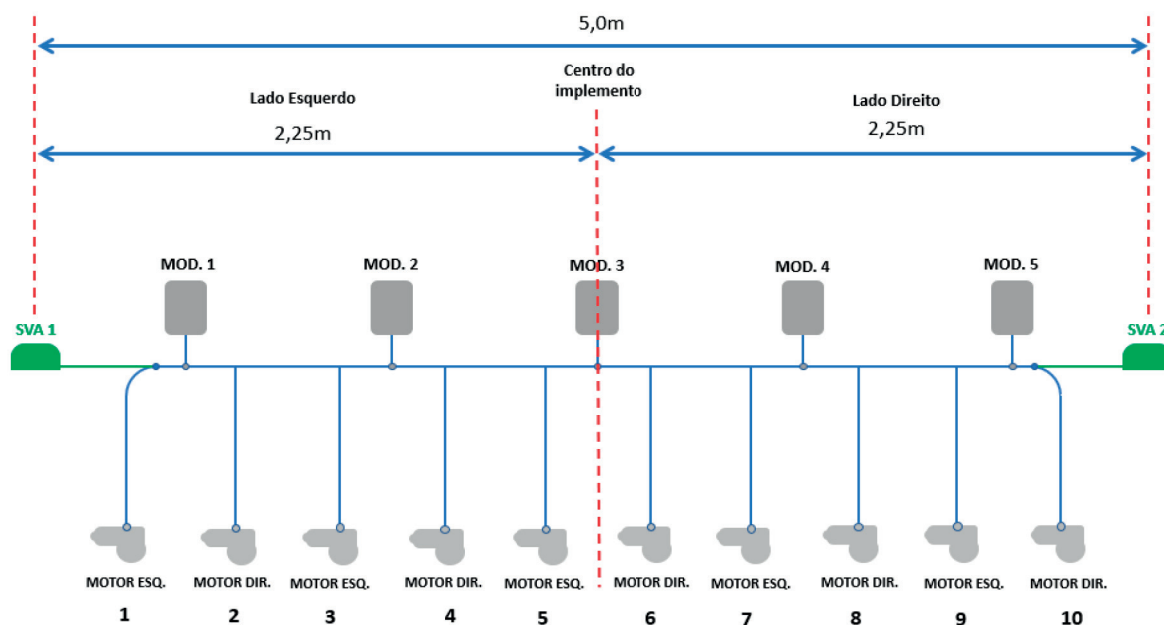 5,0m
Centro do
implemento
Lado Esquerdo
Lado Direito
2,25m
2,25m
MOD. 1
MOD. 2
MOD. 3
MOD. 4
MOD. 5
SVA 1
SVA 2
MOTOR ESQ.
MOTOR DIR.
MOTOR ESQ.
MOTOR DIR.
MOTOR ESQ.
MOTOR DIR.
MOTOR ESQ.
MOTOR DIR.
MOTOR ESQ.
MOTOR DIR.
1
2
3
4
5
6
7
8
9
10